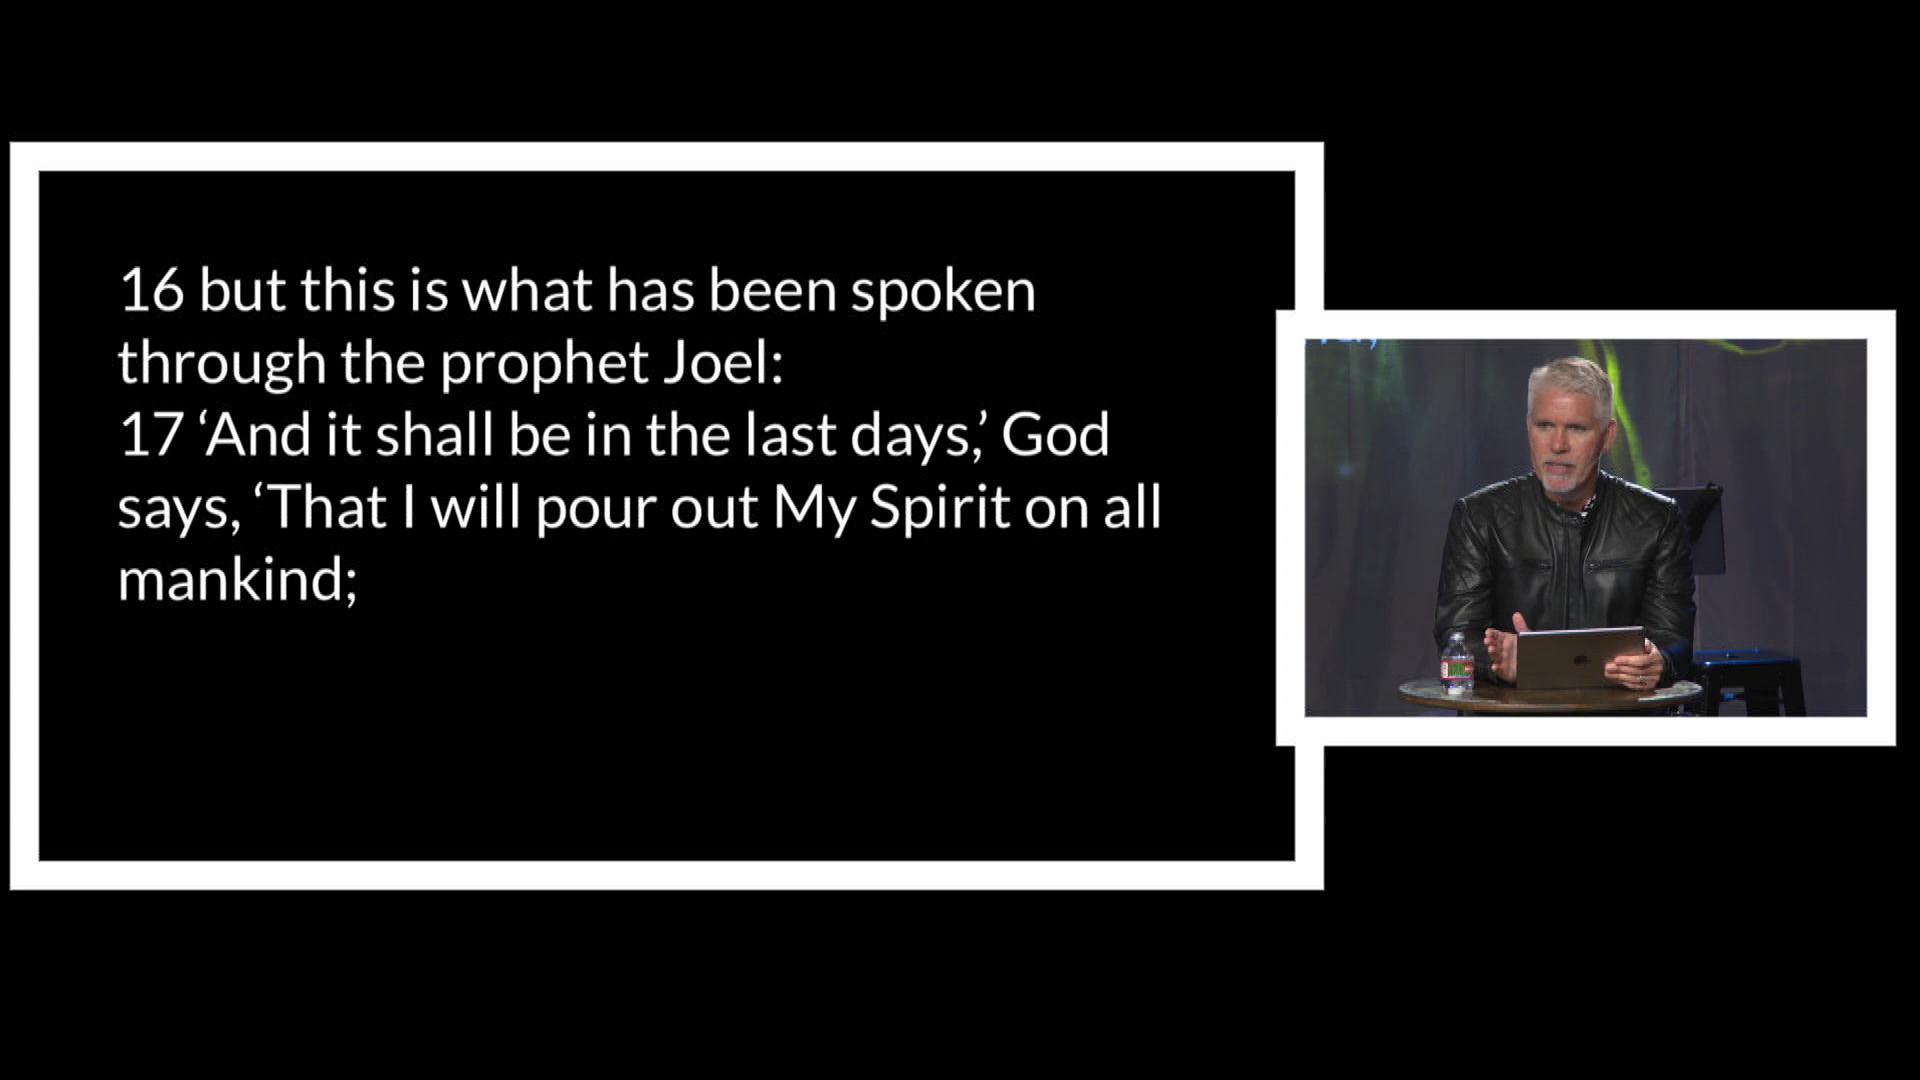 16 but this is what has been spoken
through the prophet Joel:
17 ‘And it shall be in the last days,’ God
says, ‘That I will pour out My Spirit on all
mankind;